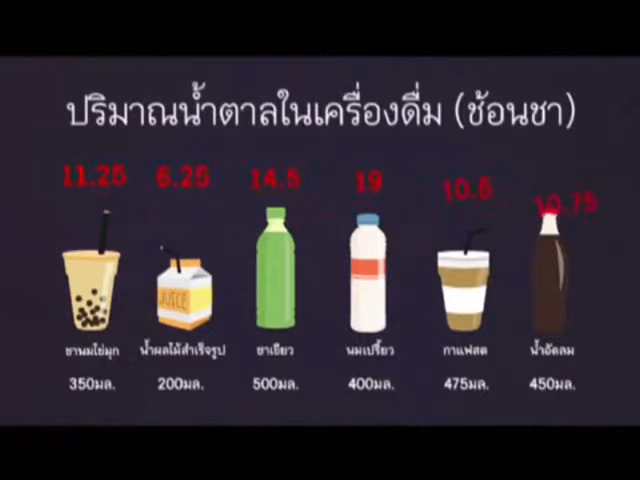 ปริมาณน้ำตาลในเครื่องดื่ม (ช้อนชา)
11.25 6.25 14.5 19 10.5 10.75
JUICE
ชานมไข่มุก น้ำผลไม้สำเร็จรูป ชาเขียว นมเปรี้ยว กาแฟสด น้ำอัดลม
350มล. 200มล. 500มล. 400มล. 475มล. 450มล.